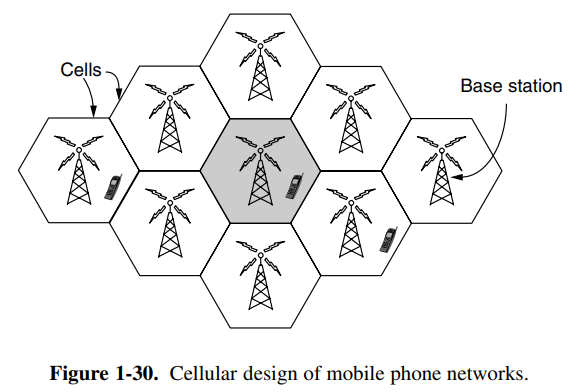 Cells
Base station
Figure 1-30. Cellular design of mobile phone networks.